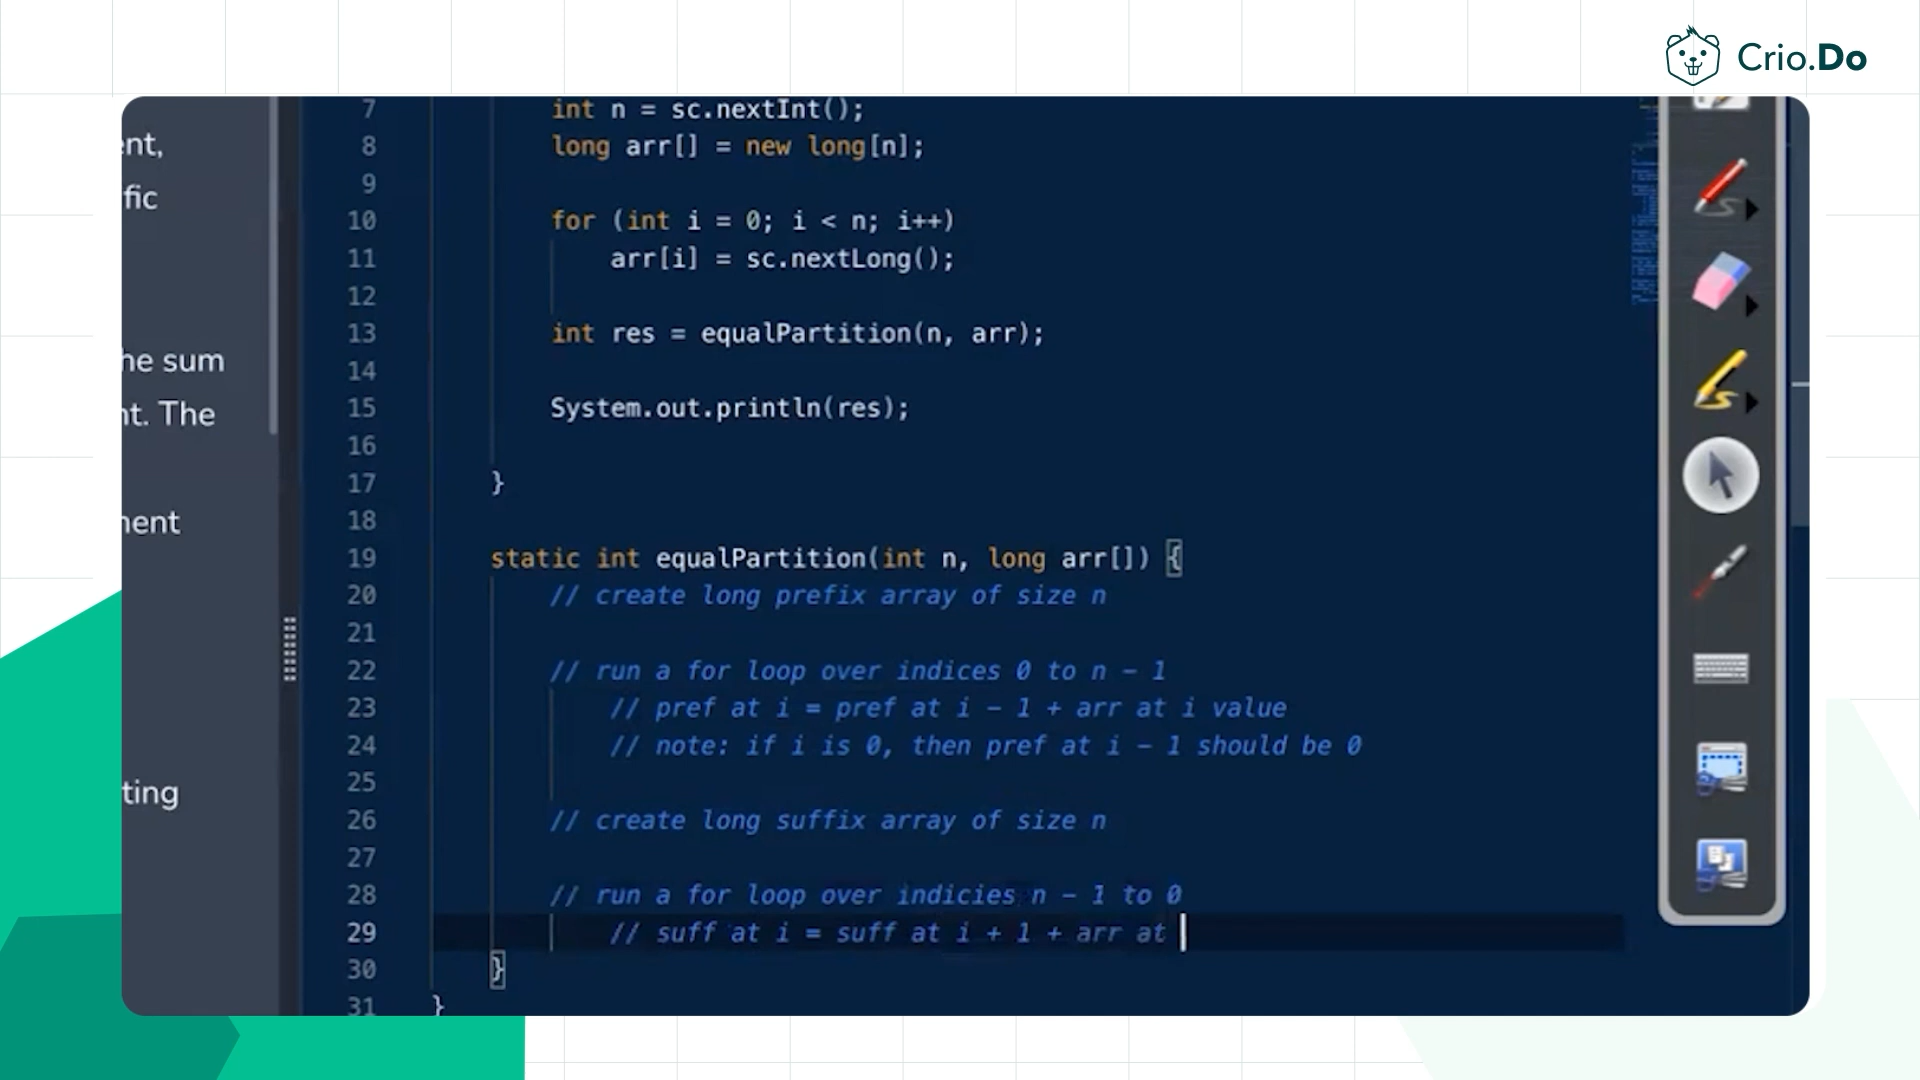 Crio.Do
ent,
fic
he sum
nt. The
nent
ting
7 int n = sc.nextInt();
8 long arr[] = new long[n];
9
10 for (int i = 0; i < n; i++)
11 arr[i] = sc.nextLong();
12
13 int res = equalPartition(n, arr);
14
15 System.out.println(res);
16
17 }
18
19 static int equalPartition(int n, long arr[]) {
20 // create long prefix array of size n
21
22 // run a for loop over indices 0 to n - 1
23 // pref at i = pref at i - 1 + arr at i value
24 // note: if i is 0, then pref at i - 1 should be 0
25
26 // create long suffix array of size n
27
28 // run a for loop over indicies n - 1 to 0
29 // suff at i = suff at i + 1 + arr at
30 }
31 }